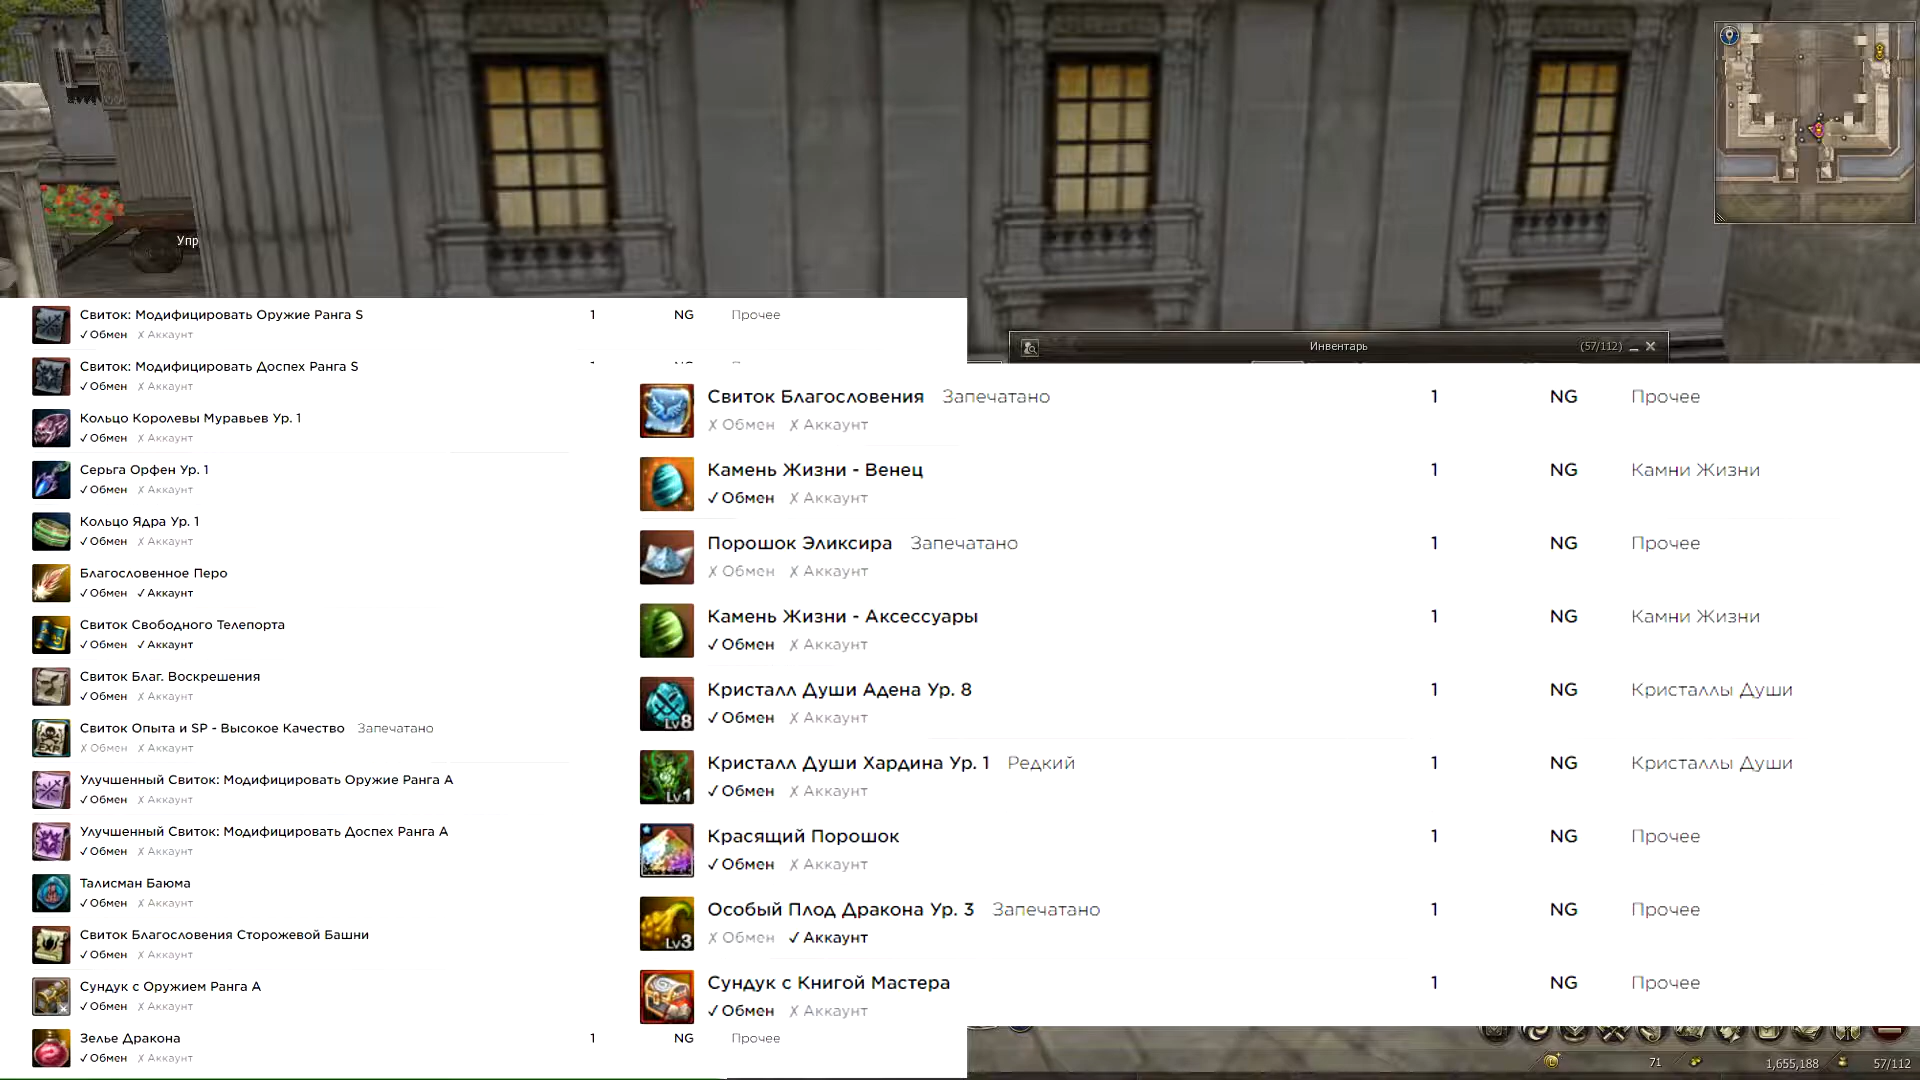 Упр
Свиток: Модифицировать Оружие Ранга S 1 NG Прочее
✓ Обмен ✗ Аккаунт
Свиток: Модифицировать Доспех Ранга S
✓ Обмен ✗ Аккаунт
Кольцо Королевы Муравьев Ур. 1
✓ Обмен ✗ Аккаунт
Серьга Орфен Ур. 1
✓ Обмен ✗ Аккаунт
Кольцо Ядра Ур. 1
✓ Обмен ✗ Аккаунт
Благословенное Перо
✓ Обмен ✓ Аккаунт
Свиток Свободного Телепорта
✓ Обмен ✓ Аккаунт
Свиток Благ. Воскрешения
✓ Обмен ✗ Аккаунт
EXP
Свиток Опыта и SP - Высокое Качество Запечатано
✗ Обмен ✗ Аккаунт
Улучшенный Свиток: Модифицировать Оружие Ранга А
✓ Обмен ✗ Аккаунт
Улучшенный Свиток: Модифицировать Доспех Ранга А
✓ Обмен ✗ Аккаунт
Талисман Баюма
✓ Обмен ✗ Аккаунт
Свиток Благословения Сторожевой Башни
✓ Обмен ✗ Аккаунт
Сундук с Оружием Ранга А
✓ Обмен ✗ Аккаунт
Зелье Дракона 1 NG Прочее
✓ Обмен ✗ Аккаунт
Инвентарь (57/112)
Свиток Благословения Запечатано 1 NG Прочее
✗ Обмен ✗ Аккаунт
Камень Жизни - Венец 1 NG Камни Жизни
✓ Обмен ✗ Аккаунт
Порошок Эликсира Запечатано 1 NG Прочее
✗ Обмен ✗ Аккаунт
Камень Жизни - Аксессуары 1 NG Камни Жизни
✓ Обмен ✗ Аккаунт
Lv8
Кристалл Души Адена Ур. 8 1 NG Кристаллы Души
✓ Обмен ✗ Аккаунт
Lv1
Кристалл Души Хардина Ур. 1 Редкий 1 NG Кристаллы Души
✓ Обмен ✗ Аккаунт
Красящий Порошок 1 NG Прочее
✓ Обмен ✗ Аккаунт
Lv3
Особый Плод Дракона Ур. 3 Запечатано 1 NG Прочее
✗ Обмен ✓ Аккаунт
Сундук с Книгой Мастера 1 NG Прочее
✓ Обмен ✗ Аккаунт
71 1,655,188 57/112